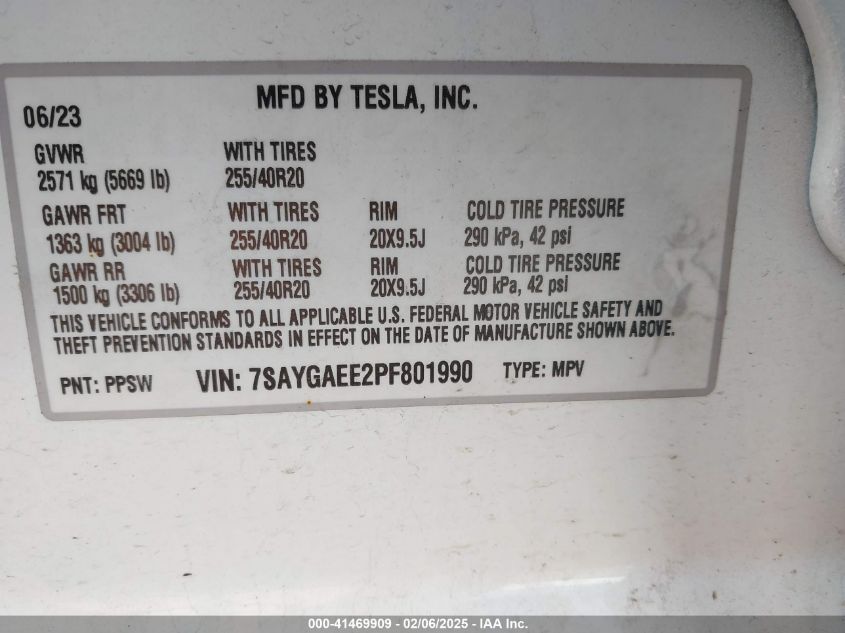 MFD BY TESLA, INC.
06/23
GVWR WITH TIRES
2571 kg (5669 lb) 255/40R20
GAWR FRT WITH TIRES RIM COLD TIRE PRESSURE
1363 kg (3004 lb) 255/40R20 20X9.5J 290 kPa, 42 psi
GAWR RR WITH TIRES RIM COLD TIRE PRESSURE
1500 kg (3306 lb) 255/40R20 20X9.5J 290 kPa, 42 psi
THIS VEHICLE CONFORMS TO ALL APPLICABLE U.S. FEDERAL MOTOR VEHICLE SAFETY AND
THEFT PREVENTION STANDARDS IN EFFECT ON THE DATE OF MANUFACTURE SHOWN ABOVE.
PNT: PPSW VIN: 7SAYGAEE2PF801990 TYPE: MPV
000-41469909 - 02/06/2025 - IAA Inc.